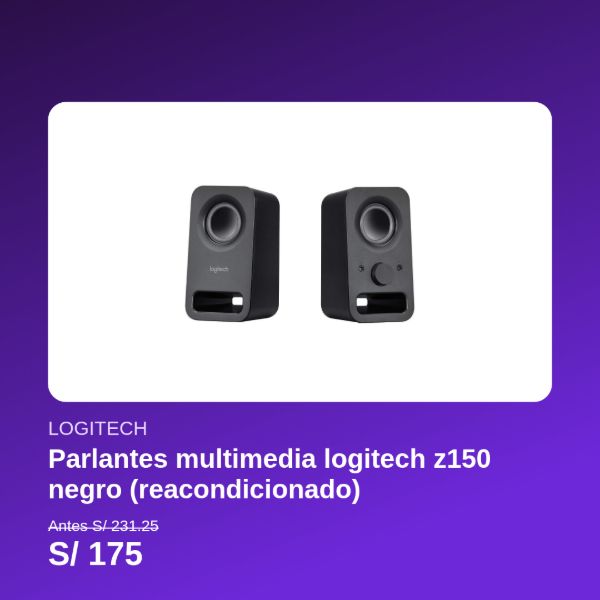 logitech
LOGITECH
Parlantes multimedia logitech z150
negro (reacondicionado)
Antes S/ 231.25
S/ 175